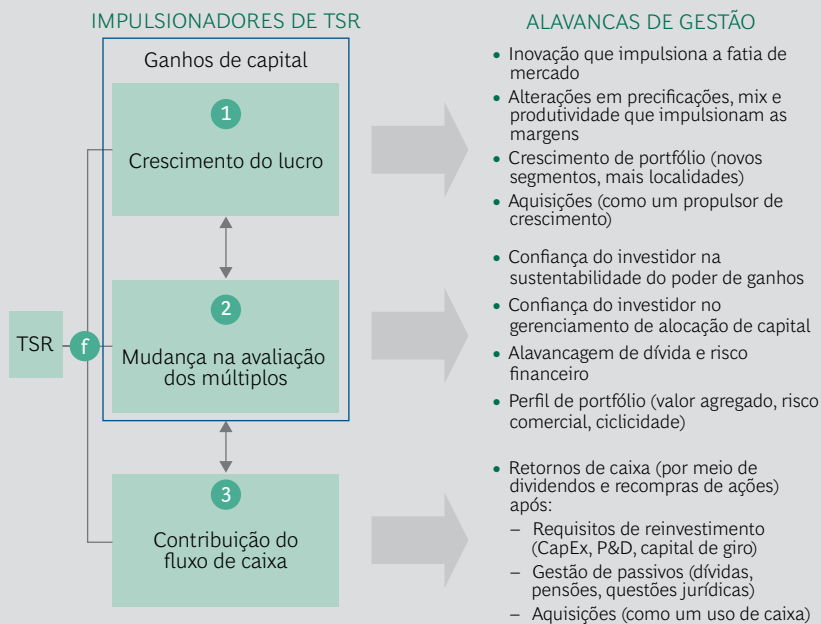 IMPULSIONADORES DE TSR
Ganhos de capital
1
Crescimento do lucro
2
Mudança na avaliação
dos múltiplos
TSR
f
3
Contribuição do
fluxo de caixa
ALAVANCAS DE GESTÃO
• Inovação que impulsiona a fatia de
mercado
• Alterações em precificações, mix e
produtividade que impulsionam as
margens
• Crescimento de portfólio (novos
segmentos, mais localidades)
• Aquisições (como um propulsor de
crescimento)
• Confiança do investidor na
sustentabilidade do poder de ganhos
• Confiança do investidor no
gerenciamento de alocação de capital
• Alavancagem de dívida e risco
financeiro
• Perfil de portfólio (valor agregado, risco
comercial, ciclicidade)
• Retornos de caixa (por meio de
dividendos e recompras de ações)
após:
– Requisitos de reinvestimento
(CapEx, P&D, capital de giro)
– Gestão de passivos (dívidas,
pensões, questões jurídicas)
– Aquisições (como um uso de caixa)